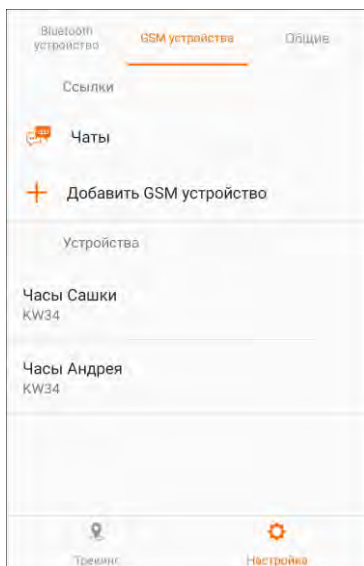 Bluetooth
устройство
GSM устройства
Общие
Ссылки
Чаты
Добавить GSM устройство
Устройства
Часы Сашки
KW34
Часы Андрея
KW34
Трекинг
Настройка